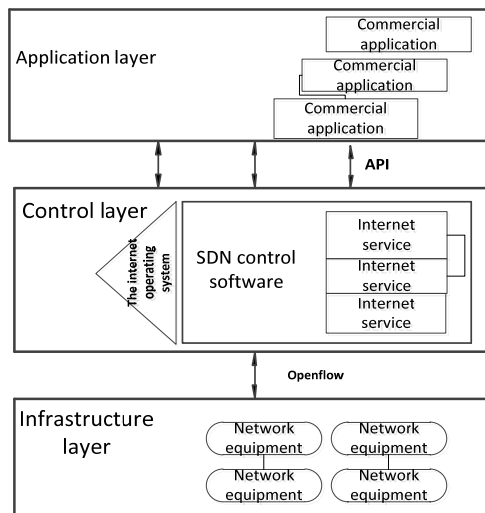 Application layer
Commercial
application
Commercial
application
Commercial
application
API
Control layer
The internet
operating
system
SDN control
software
Internet
service
Internet
service
Internet
service
Openflow
Infrastructure
layer
Network
equipment
Network
equipment
Network
equipment
Network
equipment